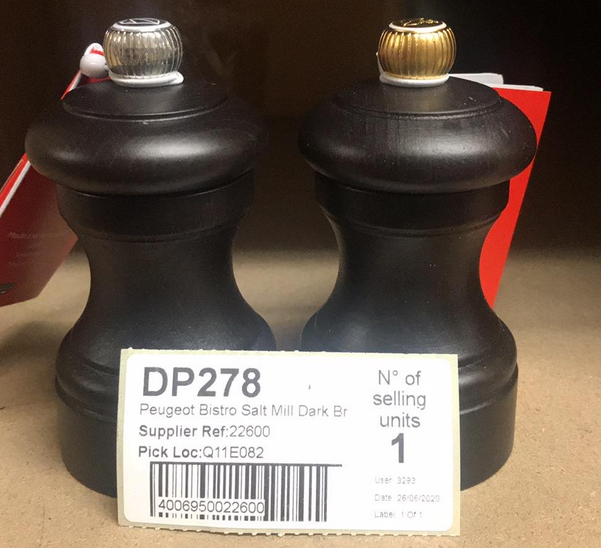 DP278
Peugeot Bistro Salt Mill Dark Br
Supplier Ref:22600
Pick Loc:Q11E082
4006950022600
N° of
selling
units
1
User: 3293
Date: 26/06/2020
Label: 1 Of 1